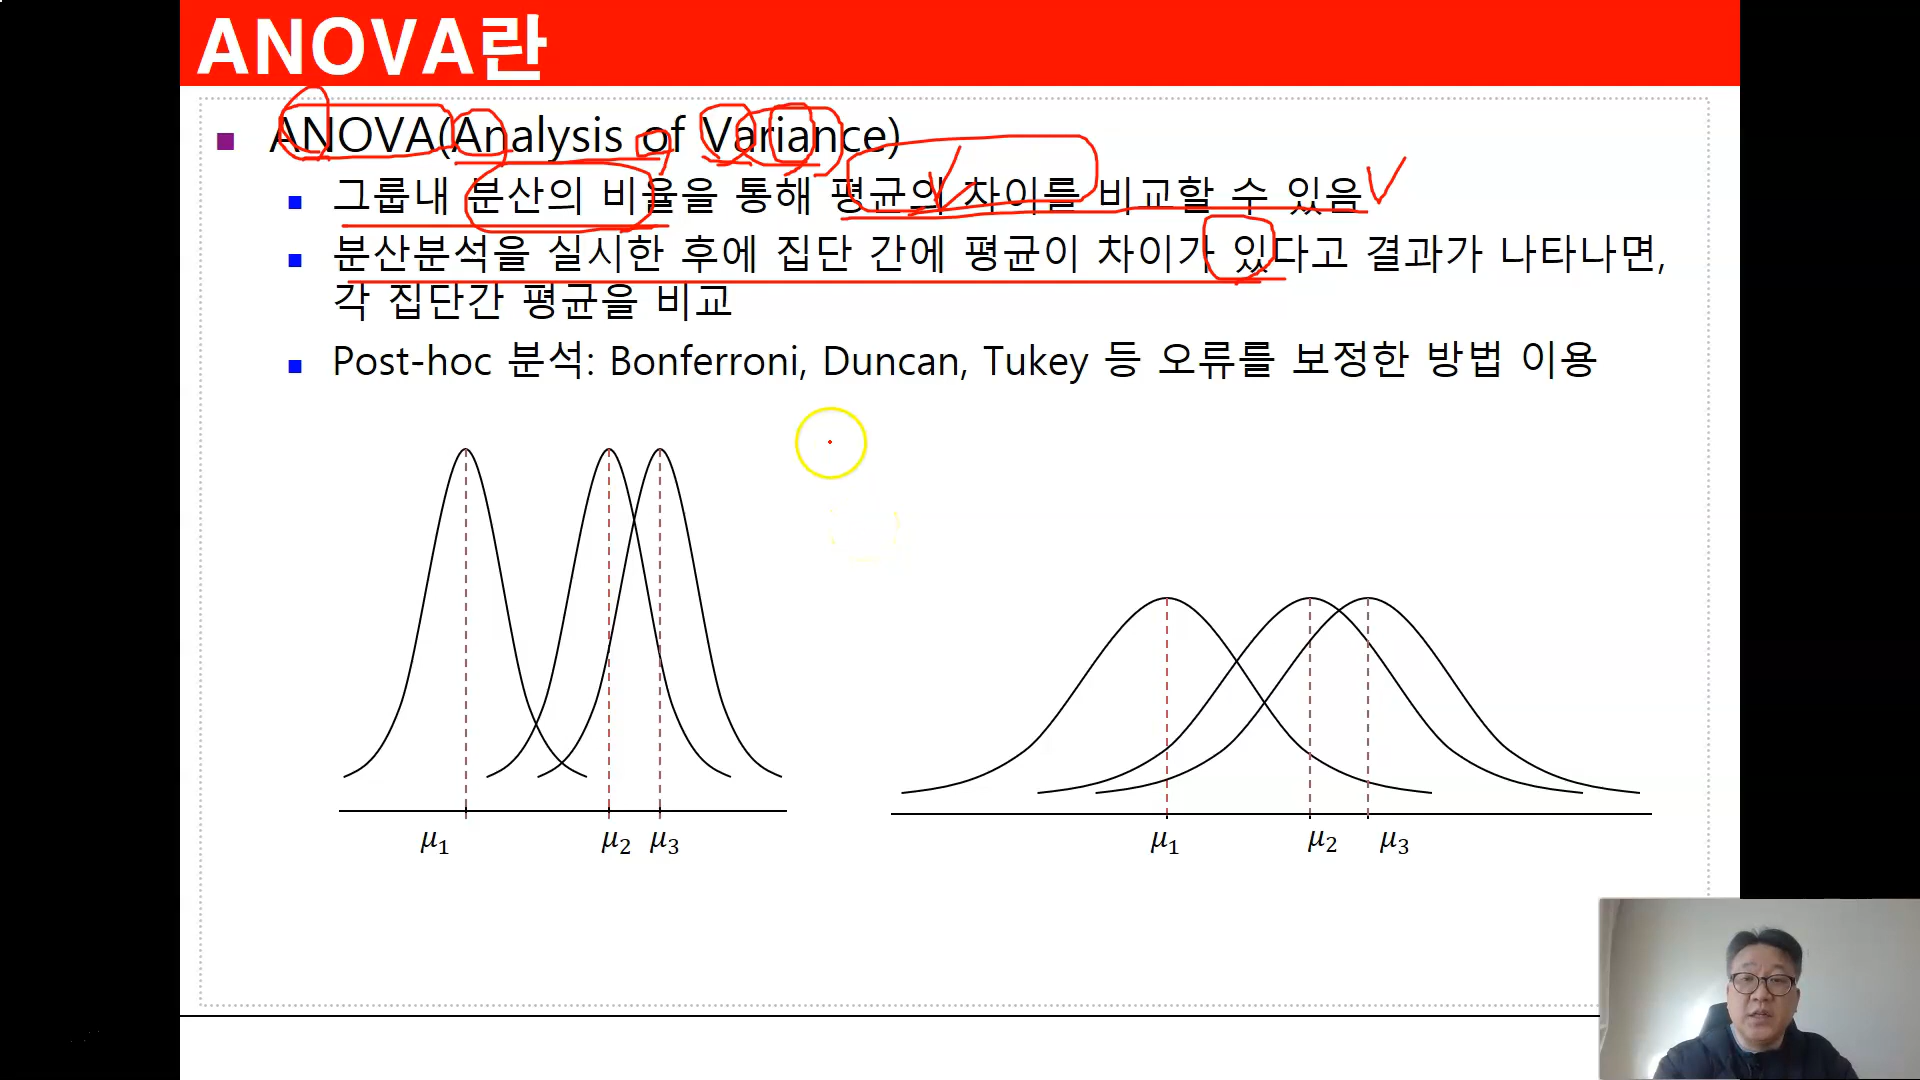 ANOVA란
ANOVA(Analysis of Variance)
그룹내 분산의 비율을 통해 평균의 차이를 비교할 수 있음
분산분석을 실시한 후에 집단 간에 평균이 차이가 있다고 결과가 나타나면,
각 집단간 평균을 비교
Post-hoc 분석: Bonferroni, Duncan, Tukey 등 오류를 보정한 방법 이용
μ1 μ2 μ3 μ1 μ2 μ3